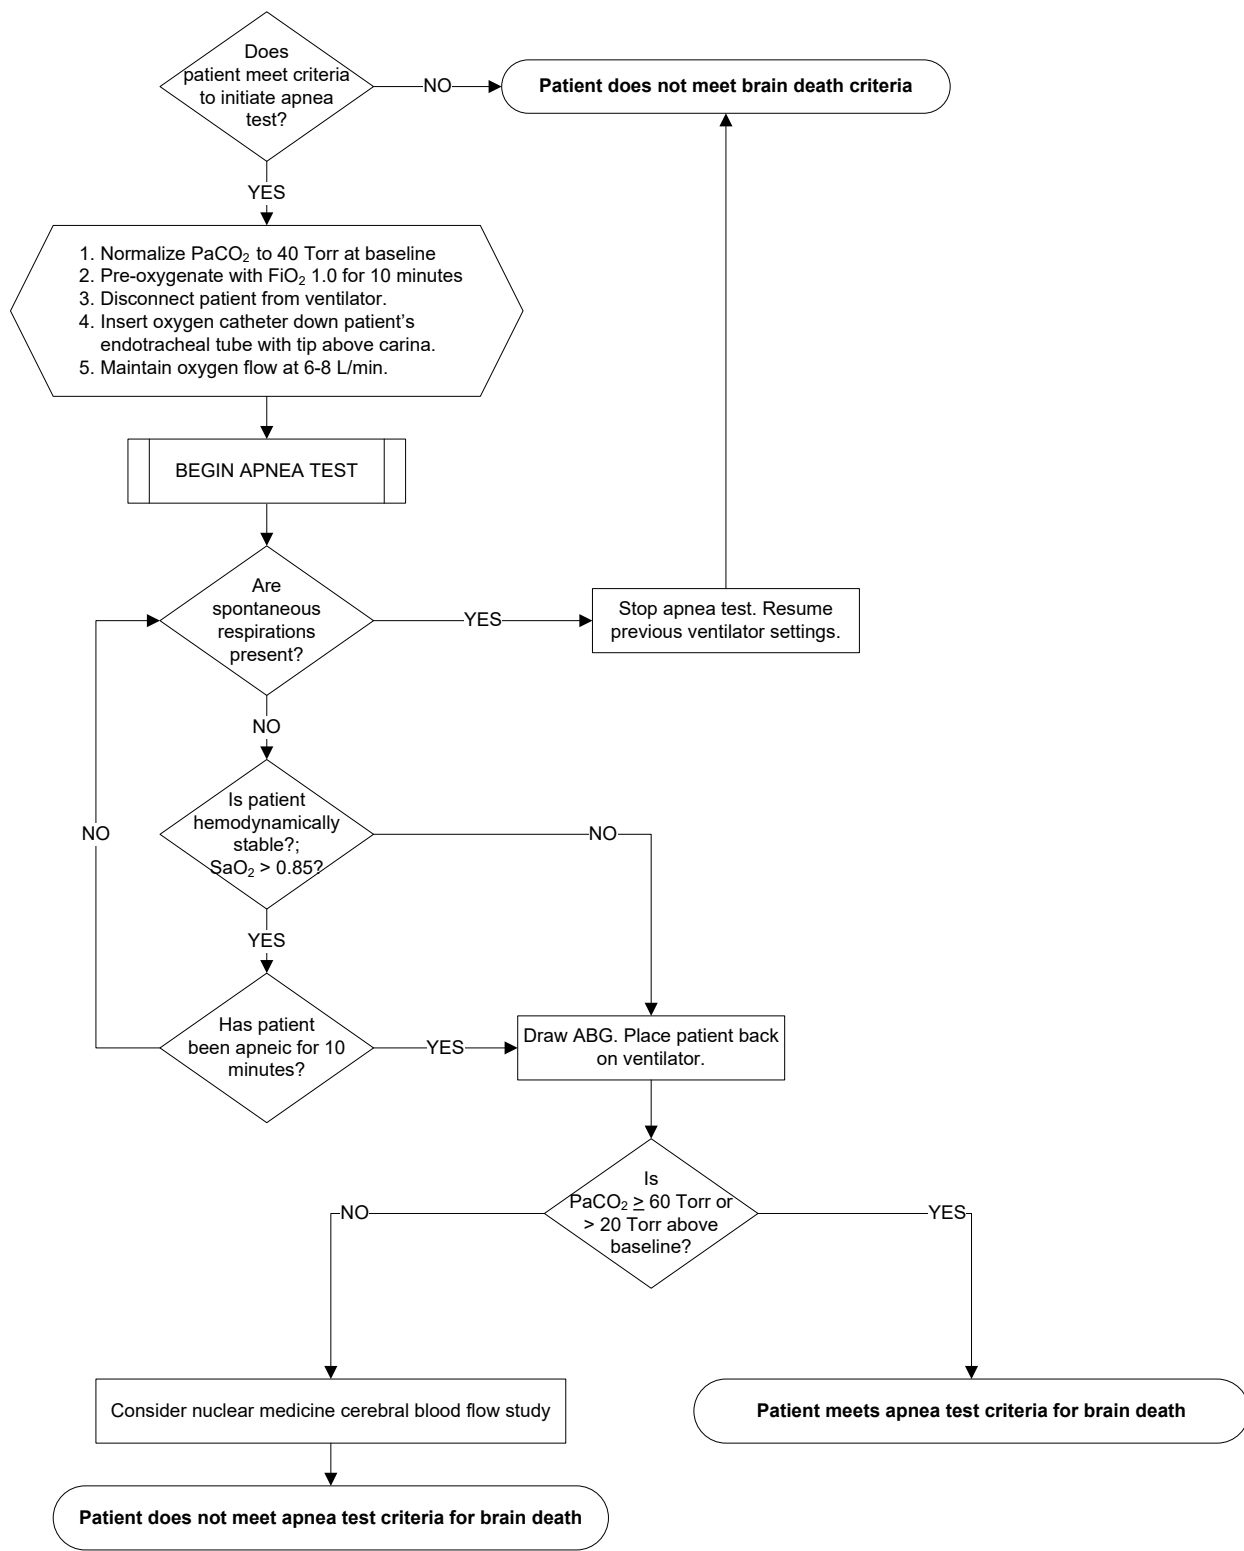 Does
patient meet criteria
to initiate apnea
test?
NO
Patient does not meet brain death criteria
YES
1. Normalize PaCO₂ to 40 Torr at baseline
2. Pre-oxygenate with FiO₂ 1.0 for 10 minutes
3. Disconnect patient from ventilator.
4. Insert oxygen catheter down patient's
endotracheal tube with tip above carina.
5. Maintain oxygen flow at 6-8 L/min.
BEGIN APNEA TEST
Are
spontaneous
respirations
present?
YES
Stop apnea test. Resume
previous ventilator settings.
NO
Is patient
hemodynamically
stable?;
SaO₂ > 0.85?
NO
NO
YES
Has patient
been apneic for 10
minutes?
YES
Draw ABG. Place patient back
on ventilator.
Is
PaCO₂ ≥ 60 Torr or
> 20 Torr above
baseline?
NO
YES
Consider nuclear medicine cerebral blood flow study
Patient meets apnea test criteria for brain death
Patient does not meet apnea test criteria for brain death